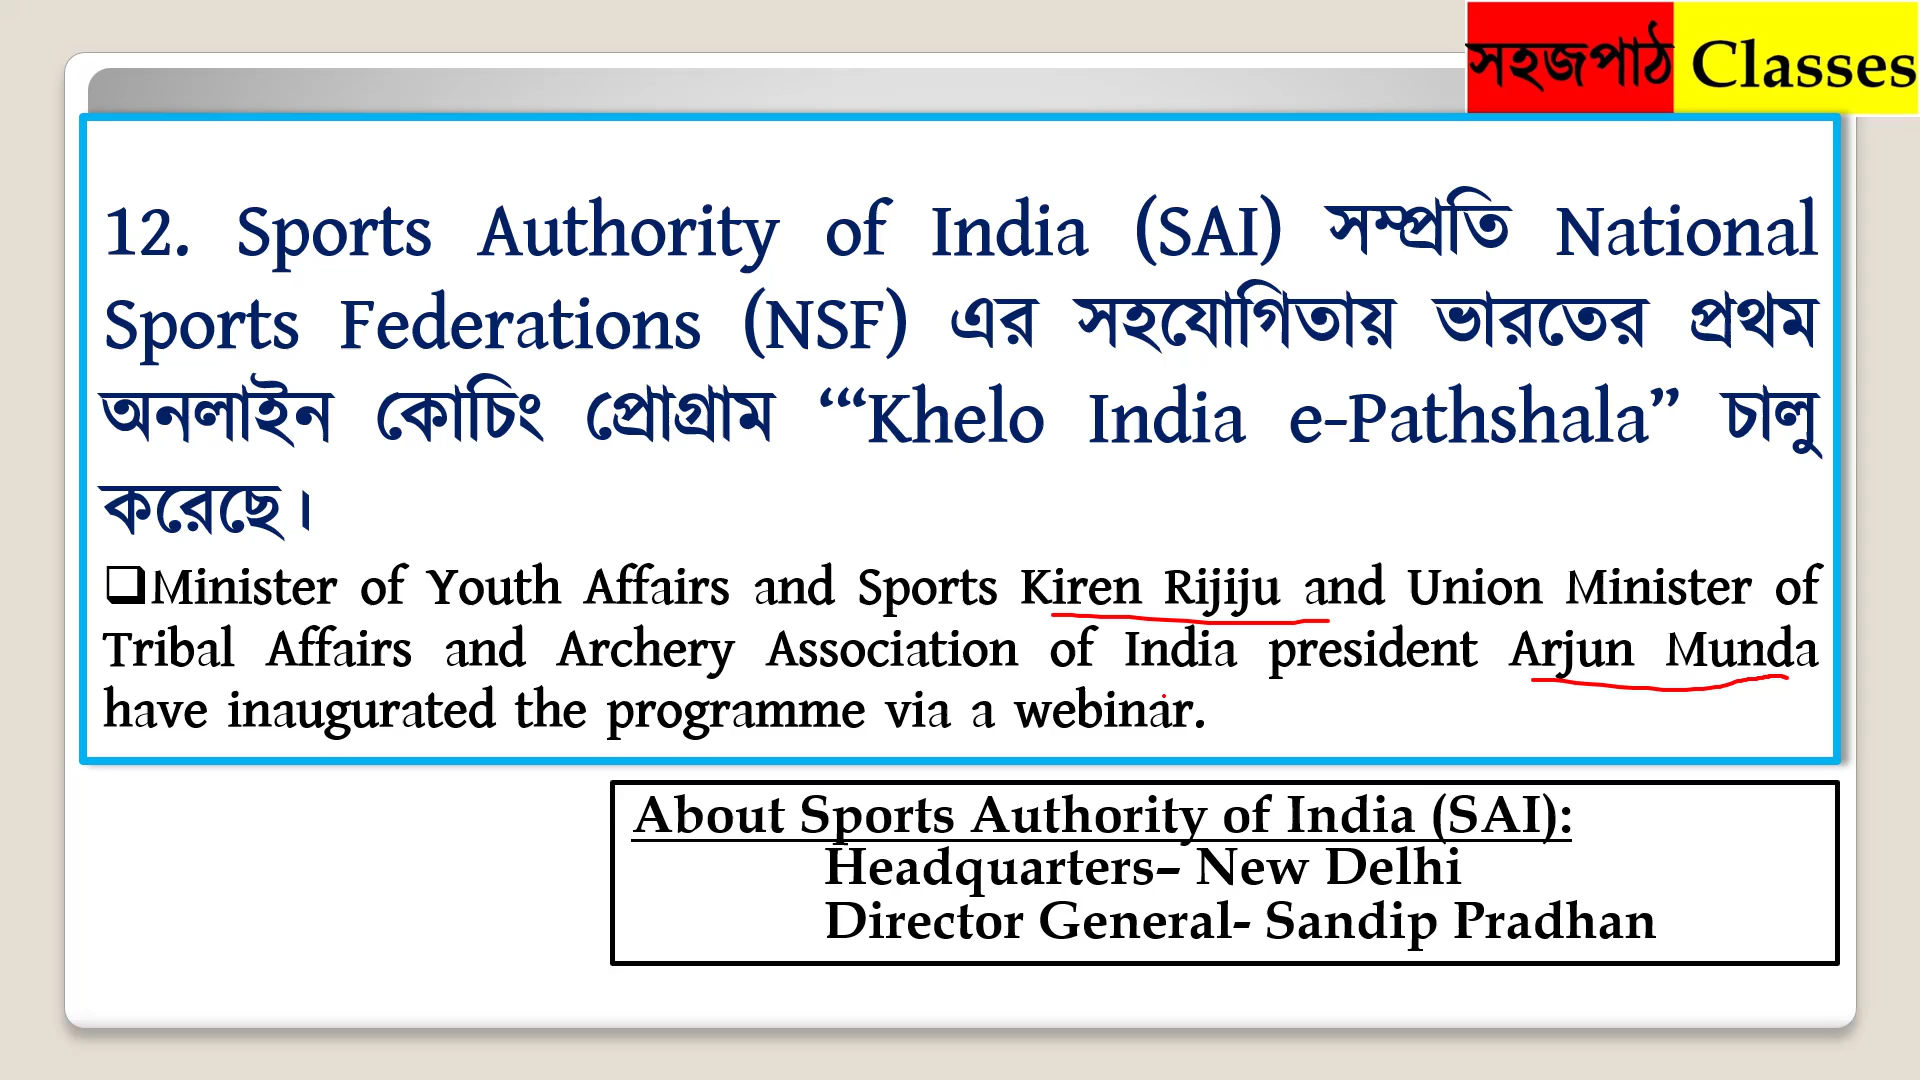 সহজপাঠ Classes
12. Sports Authority of India (SAI) সম্প্রতি National
Sports Federations (NSF) এর সহযোগিতায় ভারতের প্রথম
অনলাইন কোচিং প্রোগ্রাম ‘“Khelo India e-Pathshala” চালু
করেছে।
❑Minister of Youth Affairs and Sports Kiren Rijiju and Union Minister of
Tribal Affairs and Archery Association of India president Arjun Munda
have inaugurated the programme via a webinar.
About Sports Authority of India (SAI):
Headquarters– New Delhi
Director General- Sandip Pradhan